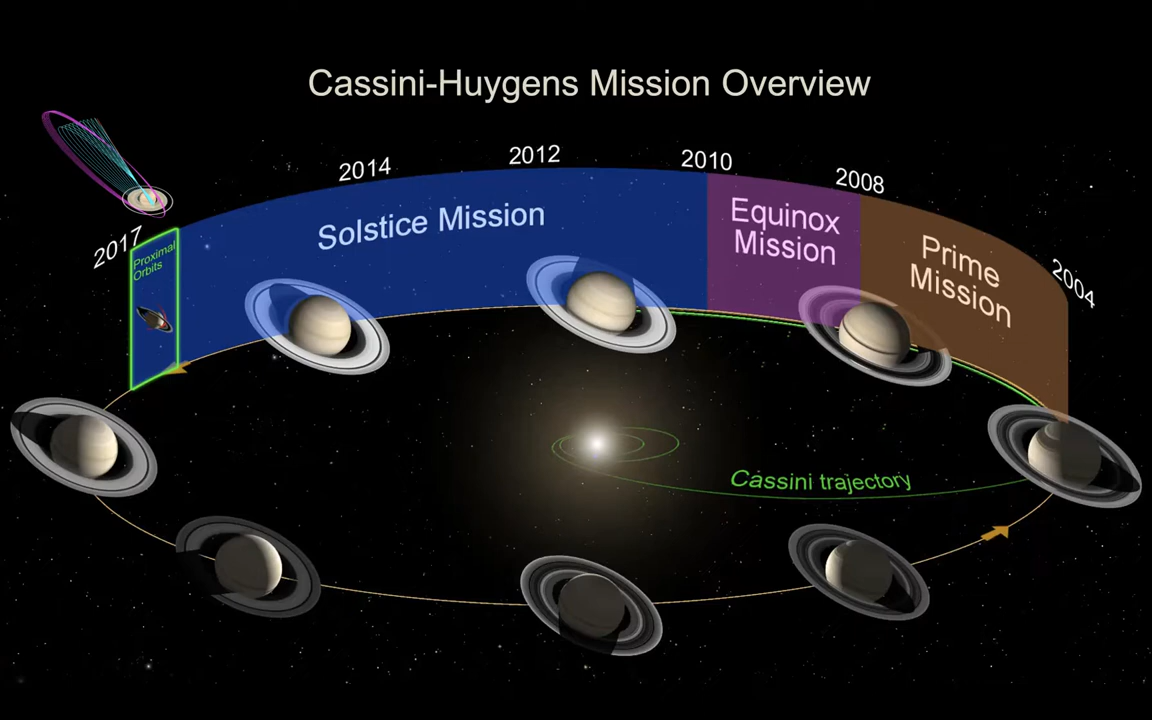 Cassini-Huygens Mission Overview
2017
2014
2012
2010
2008
2004
Proximal
Orbits
Solstice Mission
Equinox
Mission
Prime
Mission
Cassini trajectory